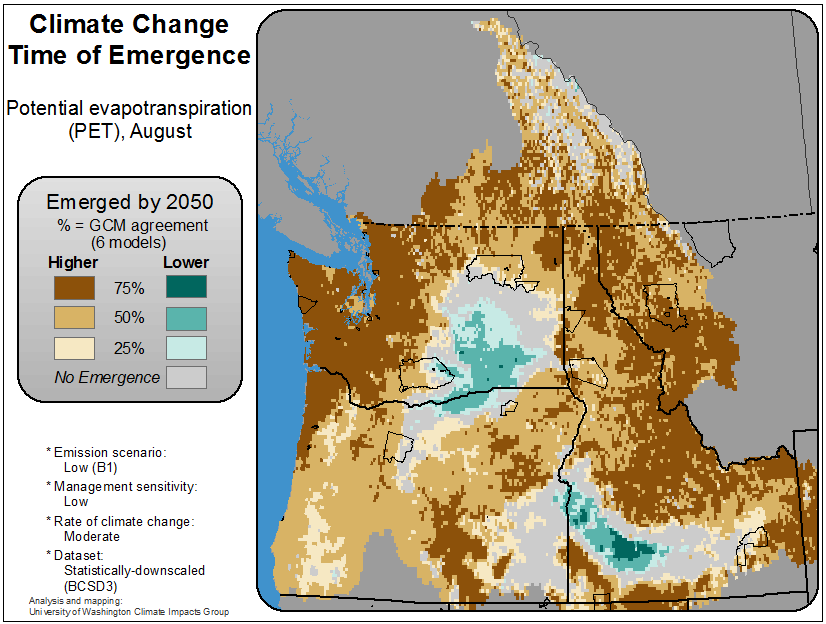 Climate Change
Time of Emergence
Potential evapotranspiration
(PET), August
Emerged by 2050
% = GCM agreement
(6 models)
Higher Lower
75%
50%
25%
No Emergence
* Emission scenario:
Low (B1)
* Management sensitivity:
Low
* Rate of climate change:
Moderate
* Dataset:
Statistically-downscaled
(BCSD3)
Analysis and mapping:
University of Washington Climate Impacts Group